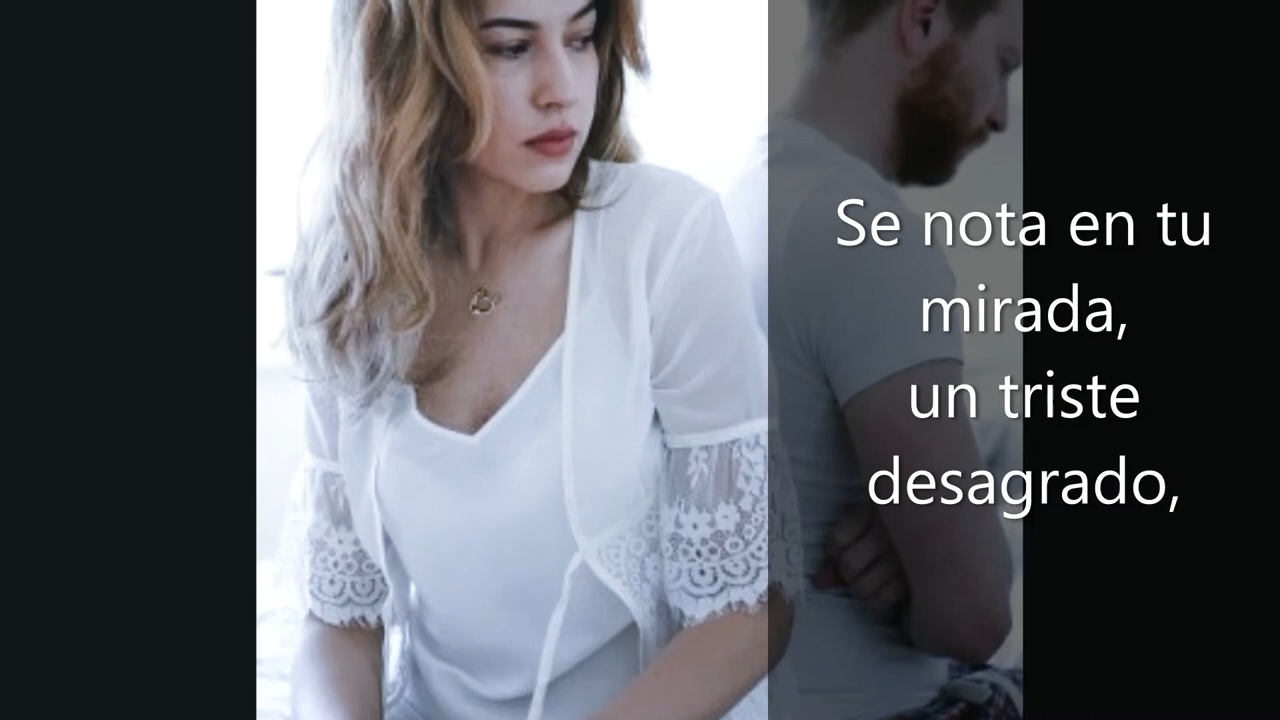 Se nota en tu
mirada,
un triste
desagrado,